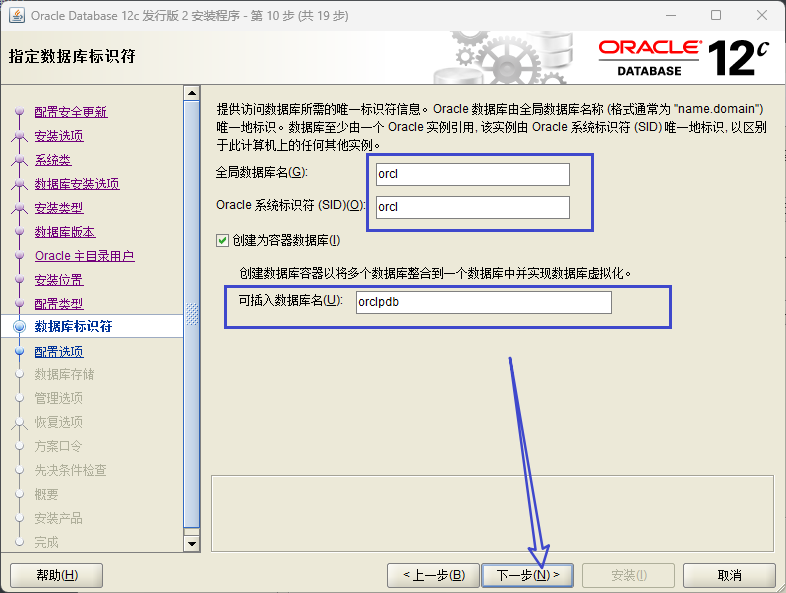 Oracle Database 12c 发行版 2 安装程序 - 第 10 步 (共 19 步)
指定数据库标识符
ORACLE®
DATABASE
12c
配置安全更新
安装选项
系统类
数据库安装选项
安装类型
数据库版本
Oracle 主目录用户
安装位置
配置类型
数据库标识符
配置选项
数据库存储
管理选项
恢复选项
方案口令
先决条件检查
概要
安装产品
完成
提供访问数据库所需的唯一标识符信息。Oracle 数据库由全局数据库名称 (格式通常为 "name.domain")
唯一地标识。数据库至少由一个 Oracle 实例引用, 该实例由 Oracle 系统标识符 (SID) 唯一地标识, 以区别
于此计算机上的任何其他实例。
全局数据库名(G): orcl
Oracle 系统标识符 (SID)(O): orcl
创建为容器数据库(I)
创建数据库容器以将多个数据库整合到一个数据库中并实现数据库虚拟化。
可插入数据库名(U): orclpdb
帮助(H) < 上一步(B) 下一步(N) > 安装(I) 取消